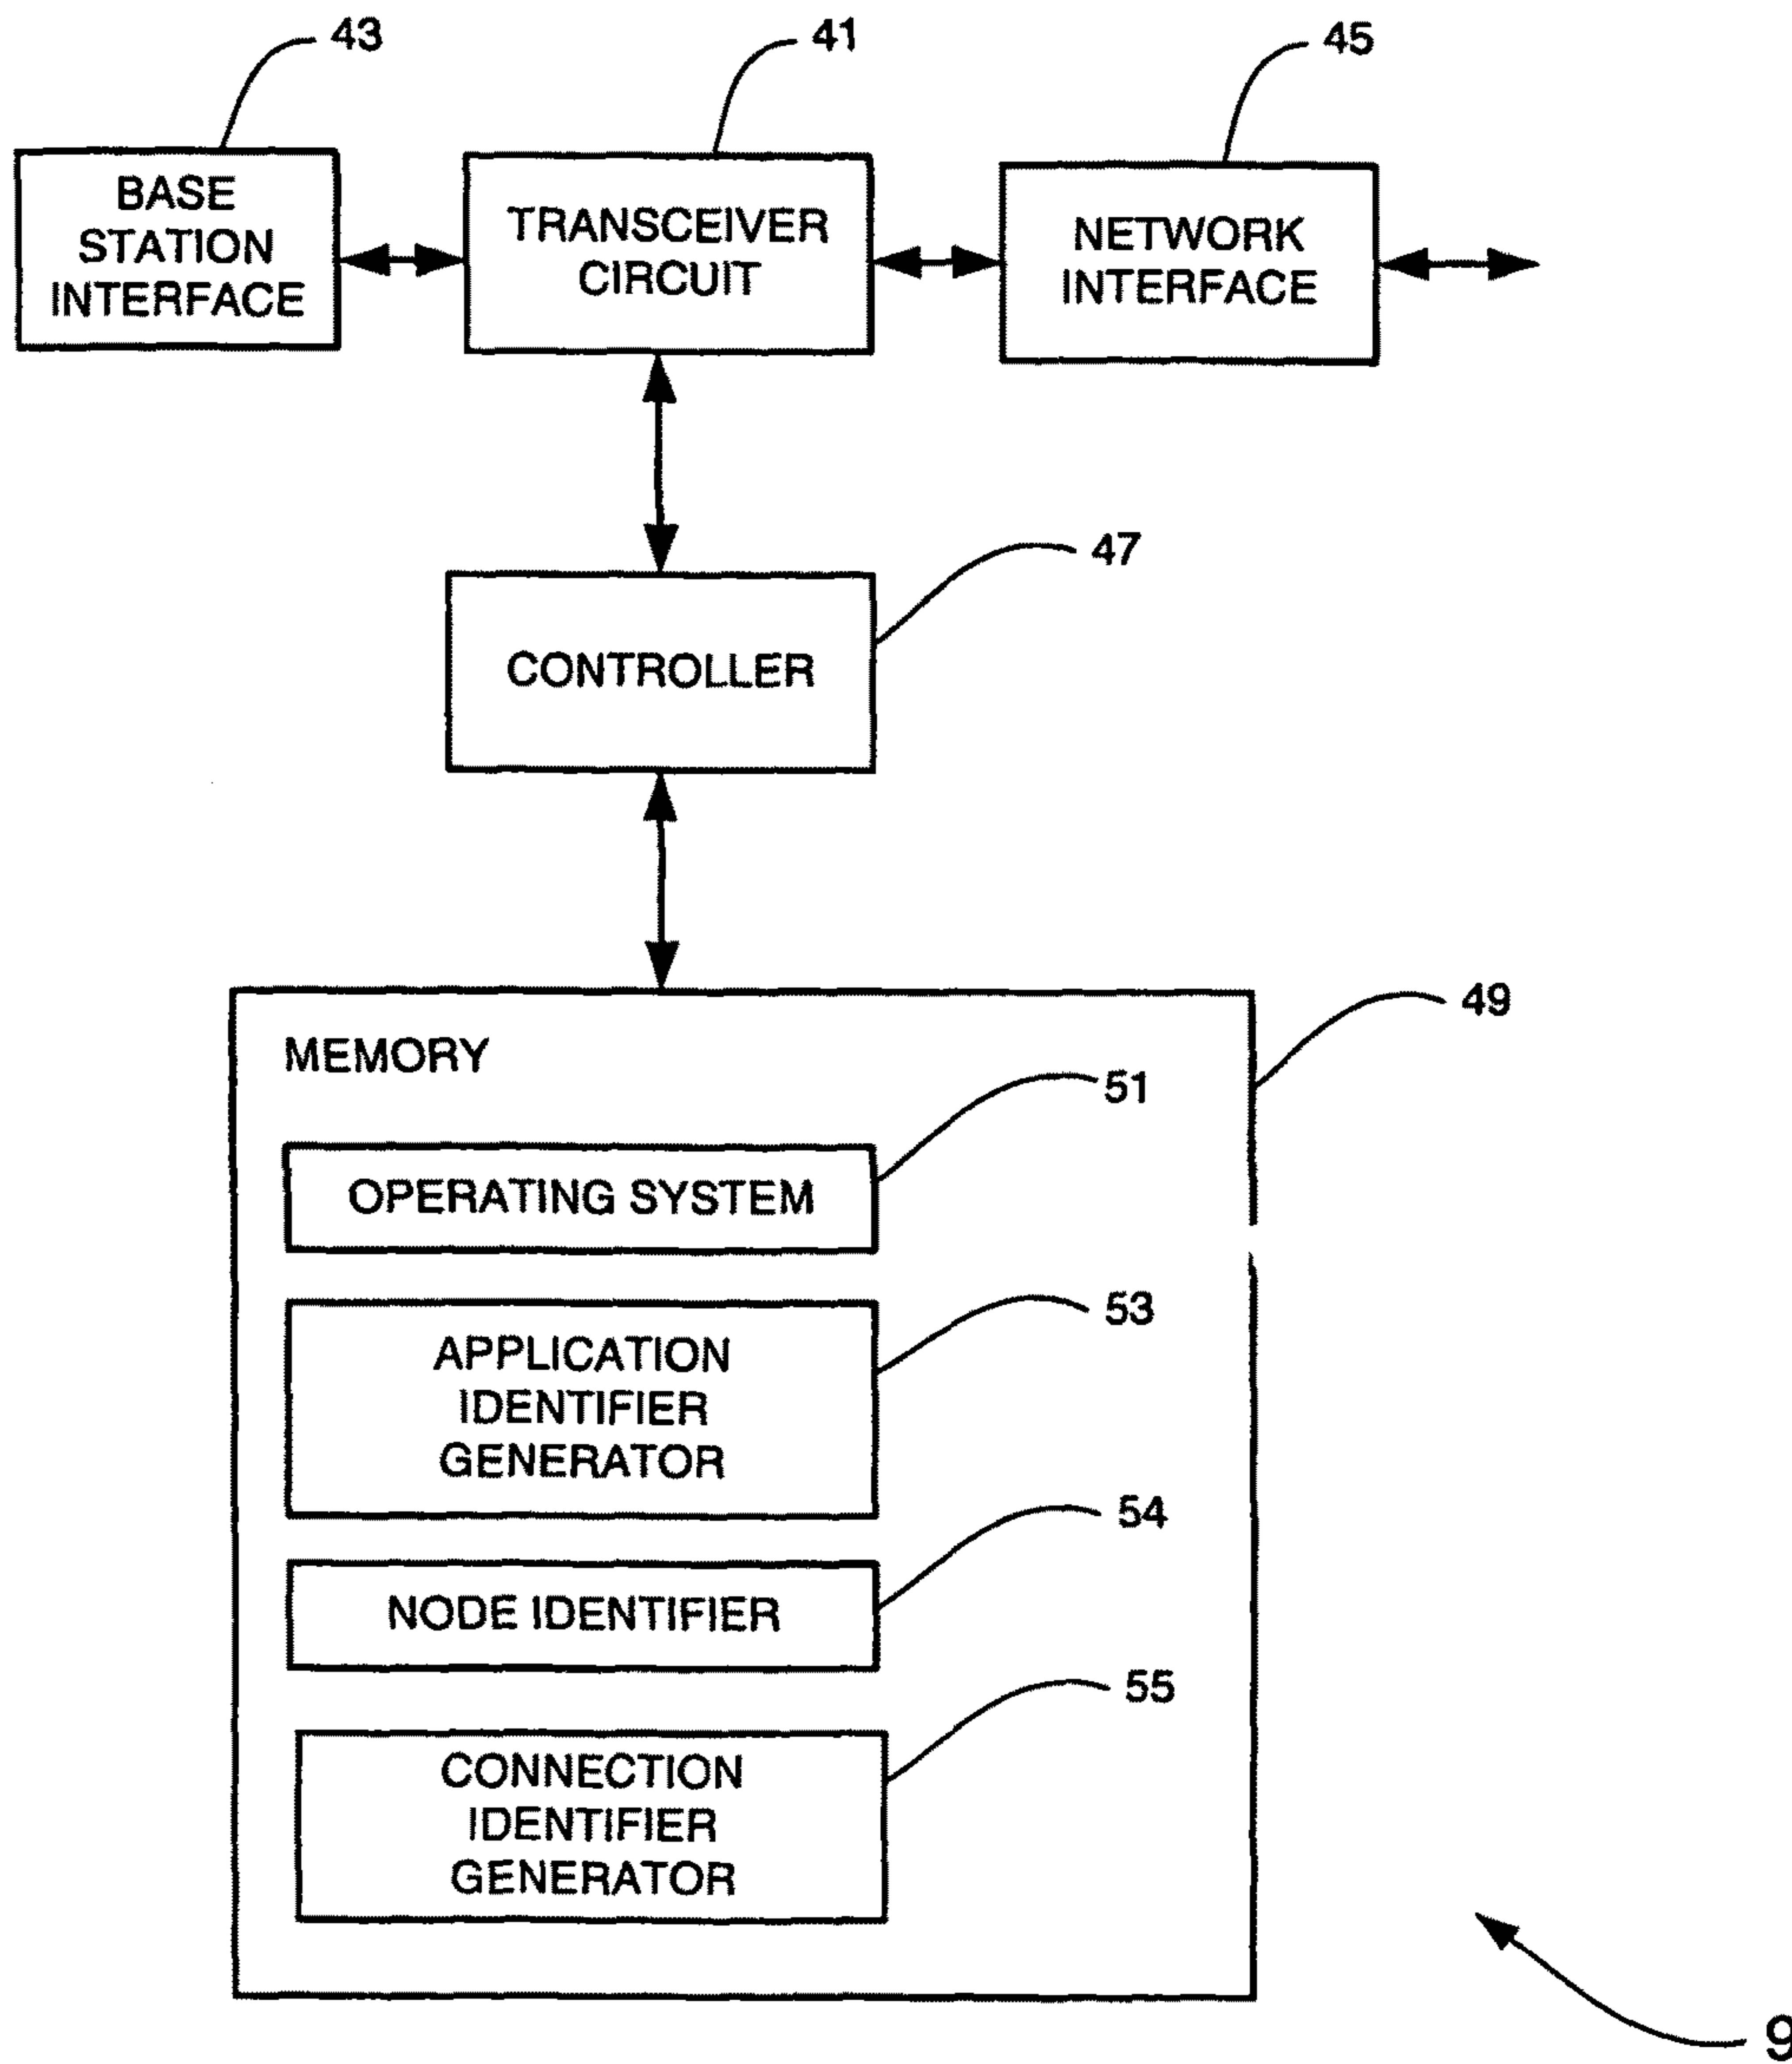 43
41
45
BASE
STATION
INTERFACE
TRANSCEIVER
CIRCUIT
NETWORK
INTERFACE
47
CONTROLLER
49
MEMORY
51
OPERATING SYSTEM
53
APPLICATION
IDENTIFIER
GENERATOR
54
NODE IDENTIFIER
55
CONNECTION
IDENTIFIER
GENERATOR
9